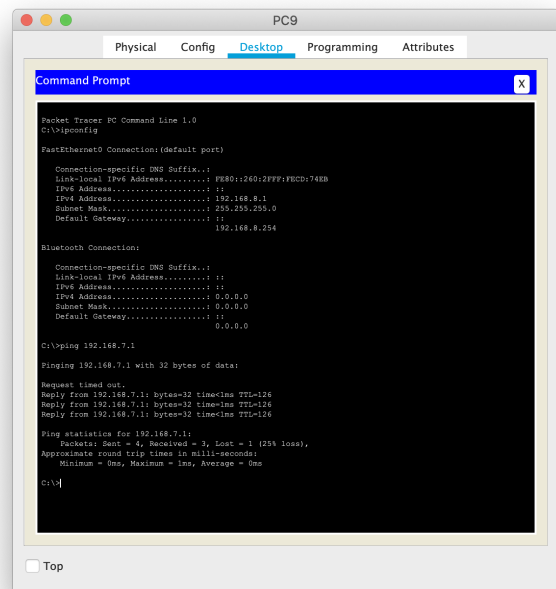 PC9
Physical Config Desktop Programming Attributes
Command Prompt
X
Packet Tracer PC Command Line 1.0
C:\>ipconfig
FastEthernet0 Connection:(default port)
Connection-specific DNS Suffix..:
Link-local IPv6 Address.........: FE80::260:2FFF:FECD:74EB
IPv6 Address....................: ::
IPv4 Address....................: 192.168.8.1
Subnet Mask.....................: 255.255.255.0
Default Gateway.................: ::
192.168.8.254
Bluetooth Connection:
Connection-specific DNS Suffix..:
Link-local IPv6 Address.........: ::
IPv6 Address....................: ::
IPv4 Address....................: 0.0.0.0
Subnet Mask.....................: 0.0.0.0
Default Gateway.................: ::
0.0.0.0
C:\>ping 192.168.7.1
Pinging 192.168.7.1 with 32 bytes of data:
Request timed out.
Reply from 192.168.7.1: bytes=32 time<1ms TTL=126
Reply from 192.168.7.1: bytes=32 time=1ms TTL=126
Reply from 192.168.7.1: bytes=32 time<1ms TTL=126
Ping statistics for 192.168.7.1:
Packets: Sent = 4, Received = 3, Lost = 1 (25% loss),
Approximate round trip times in milli-seconds:
Minimum = 0ms, Maximum = 1ms, Average = 0ms
C:\>
Top